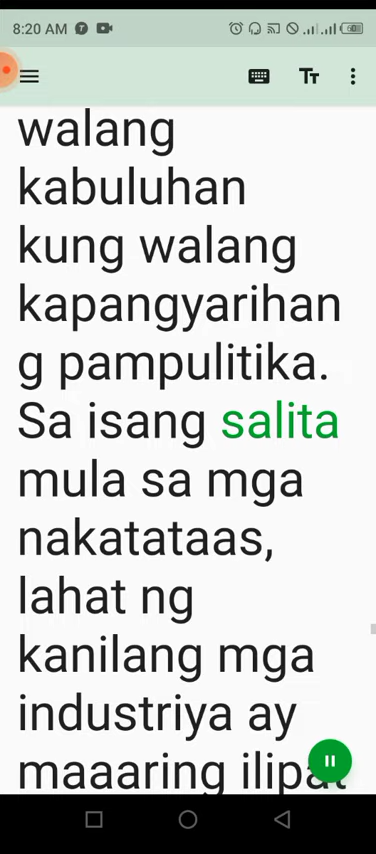 8:20 AM
walang
kabuluhan
kung walang
kapangyarihan
g pampulitika.
Sa isang salita
mula sa mga
nakatataas,
lahat ng
kanilang mga
industriya ay
maaaring ilipat